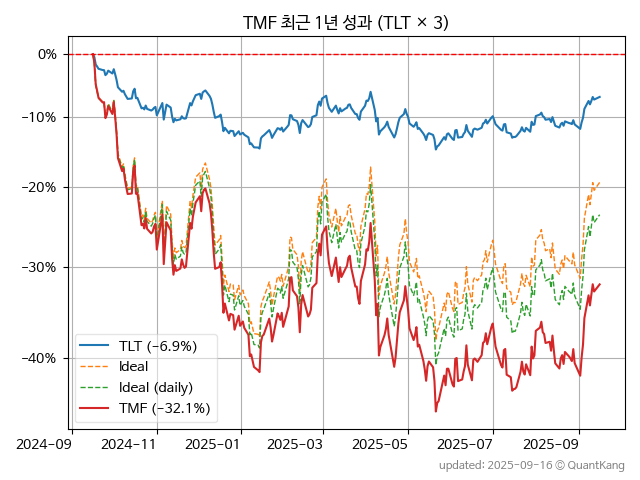 TMF 최근 1년 성과 (TLT × 3)
0%
−10%
−20%
−30%
−40%
TLT (−6.9%)
Ideal
Ideal (daily)
TMF (−32.1%)
2024-09
2024-11
2025-01
2025-03
2025-05
2025-07
2025-09
updated: 2025-09-16 © QuantKang